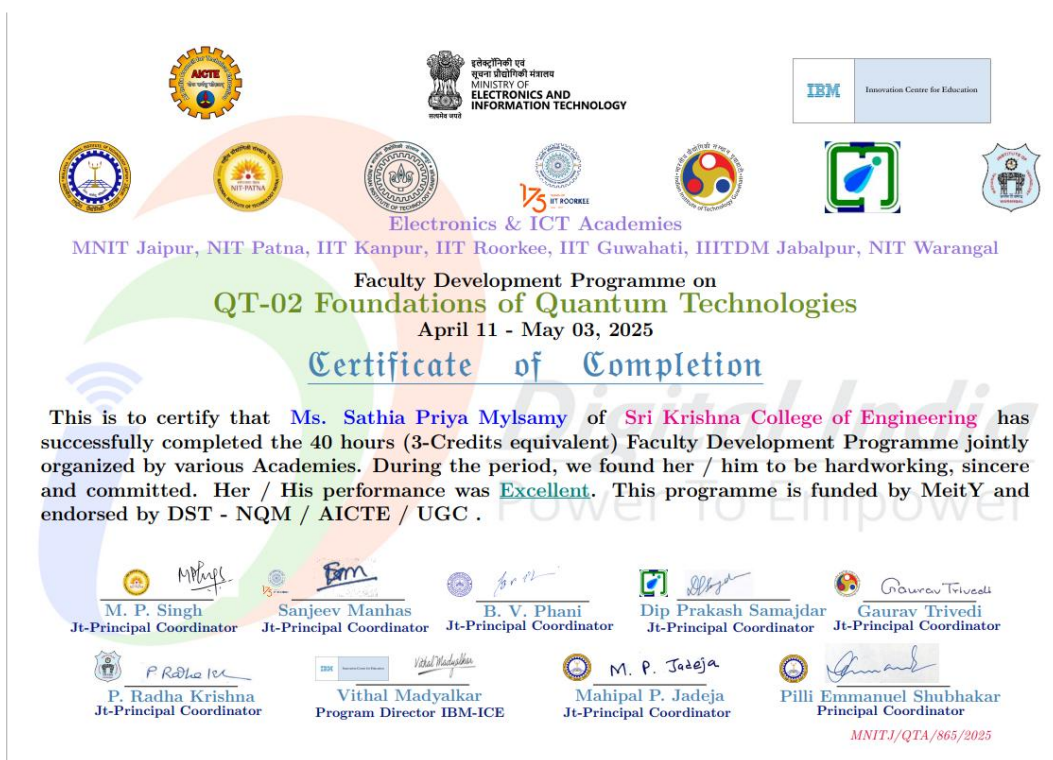 AICTE
इलेक्ट्रॉनिकी एवं
सूचना प्रौद्योगिकी मंत्रालय
MINISTRY OF
ELECTRONICS AND
INFORMATION TECHNOLOGY
सत्यमेव जयते
IBM
Innovation Centre for Education
NIT-PATNA
175
IIT ROORKEE
Electronics & ICT Academies
MNIT Jaipur, NIT Patna, IIT Kanpur, IIT Roorkee, IIT Guwahati, IIITDM Jabalpur, NIT Warangal
Faculty Development Programme on
QT-02 Foundations of Quantum Technologies
April 11 - May 03, 2025
Certificate of Completion
Digital India
Power To Empower
This is to certify that Ms. Sathia Priya Mylsamy of Sri Krishna College of Engineering has
successfully completed the 40 hours (3-Credits equivalent) Faculty Development Programme jointly
organized by various Academies. During the period, we found her / him to be hardworking, sincere
and committed. Her / His performance was Excellent. This programme is funded by MeitY and
endorsed by DST - NQM / AICTE / UGC .
Gaurav Trivedi
M. P. Singh
Jt-Principal Coordinator
Sanjeev Manhas
Jt-Principal Coordinator
B. V. Phani
Jt-Principal Coordinator
Dip Prakash Samajdar
Jt-Principal Coordinator
Gaurav Trivedi
Jt-Principal Coordinator
P. Radha Krishna
Jt-Principal Coordinator
IBM
Vithal Madyalkar
Vithal Madyalkar
Program Director IBM-ICE
M. P. Jadeja
Mahipal P. Jadeja
Jt-Principal Coordinator
Pilli Emmanuel Shubhakar
Principal Coordinator
MNITJ/QTA/865/2025